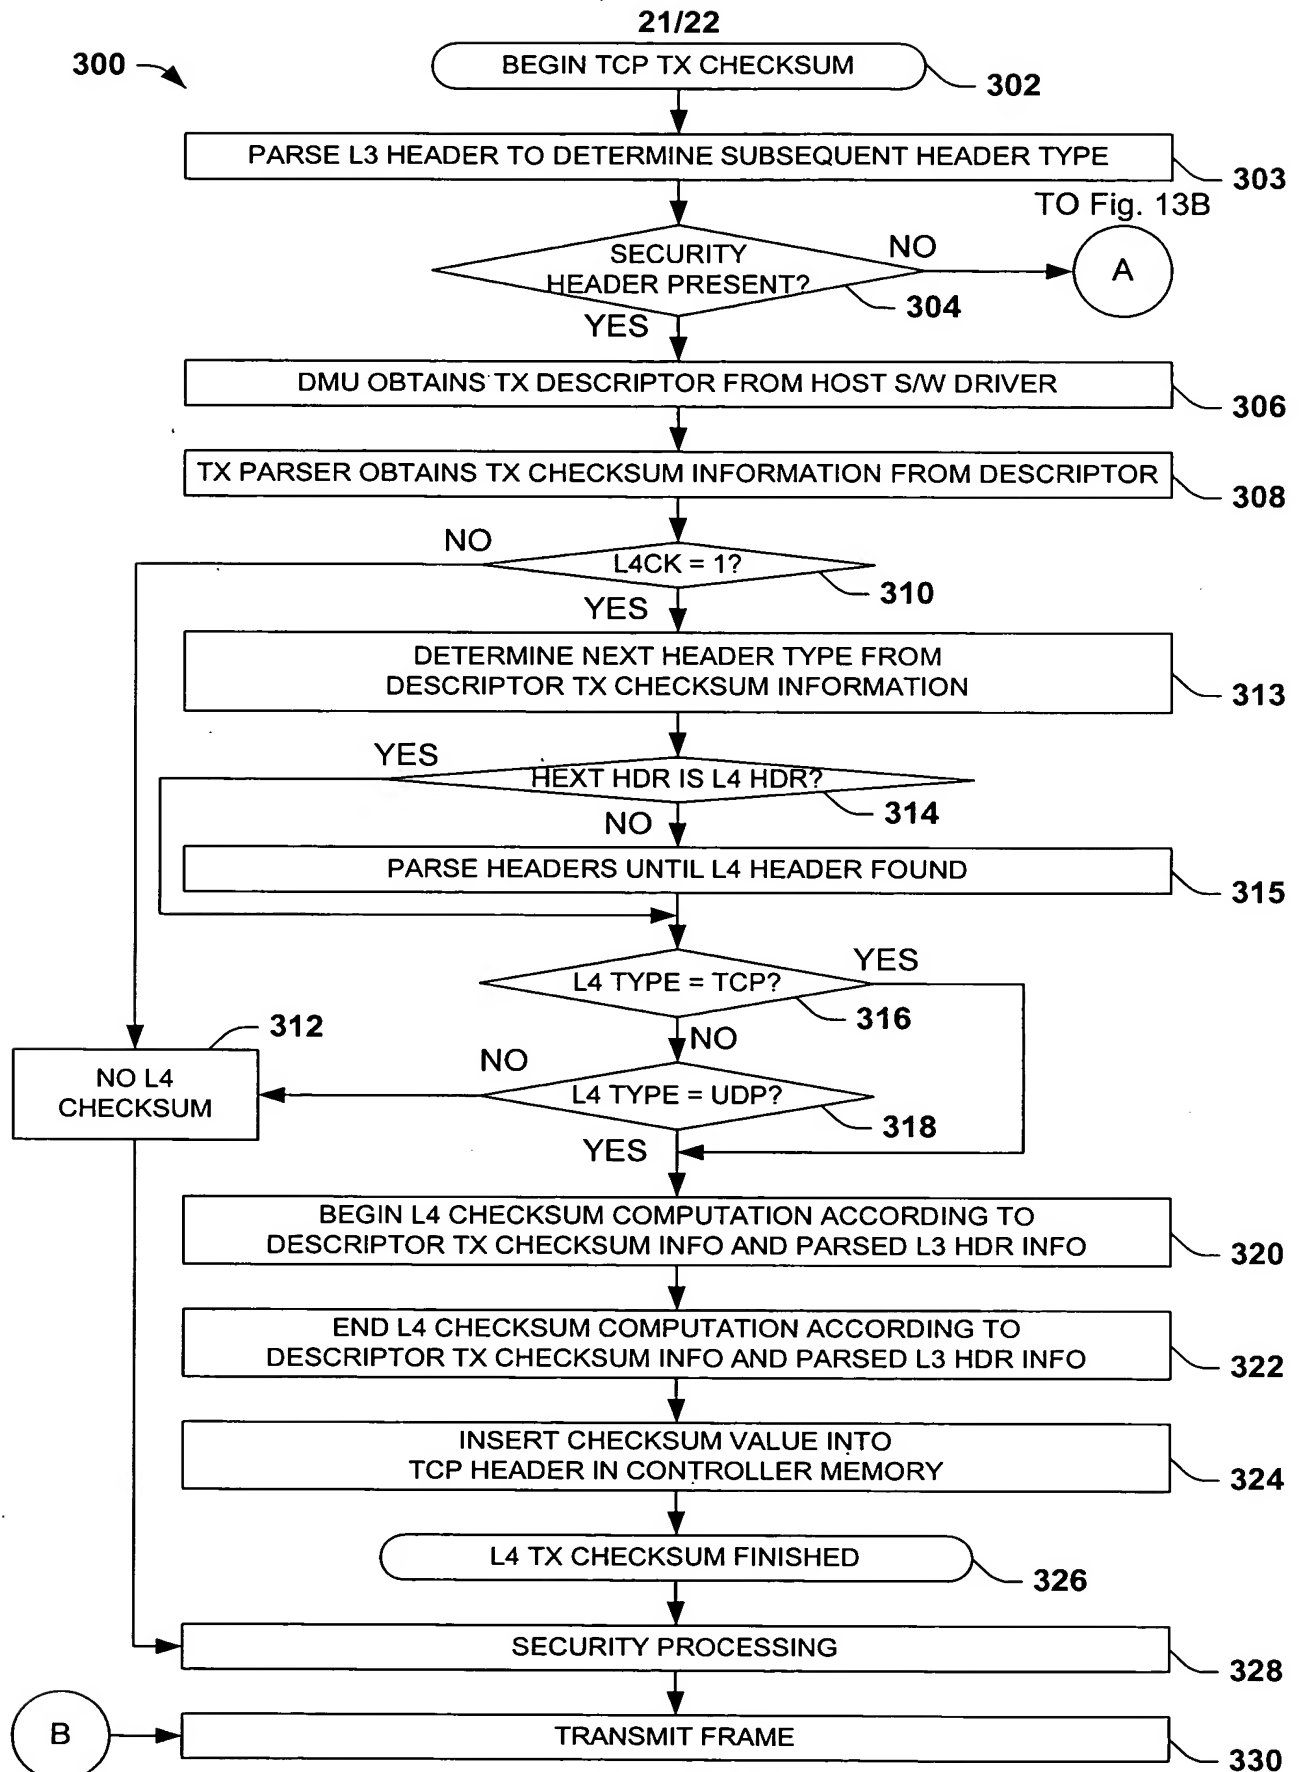 21/22
300
BEGIN TCP TX CHECKSUM
302
PARSE L3 HEADER TO DETERMINE SUBSEQUENT HEADER TYPE
303
TO Fig. 13B
SECURITY
HEADER PRESENT?
NO
A
304
YES
DMU OBTAINS TX DESCRIPTOR FROM HOST S/W DRIVER
306
TX PARSER OBTAINS TX CHECKSUM INFORMATION FROM DESCRIPTOR
308
NO
L4CK = 1?
310
YES
DETERMINE NEXT HEADER TYPE FROM
DESCRIPTOR TX CHECKSUM INFORMATION
313
YES
HEXT HDR IS L4 HDR?
314
NO
PARSE HEADERS UNTIL L4 HEADER FOUND
315
L4 TYPE = TCP?
YES
316
NO
312
NO L4
CHECKSUM
NO
L4 TYPE = UDP?
318
YES
BEGIN L4 CHECKSUM COMPUTATION ACCORDING TO
DESCRIPTOR TX CHECKSUM INFO AND PARSED L3 HDR INFO
320
END L4 CHECKSUM COMPUTATION ACCORDING TO
DESCRIPTOR TX CHECKSUM INFO AND PARSED L3 HDR INFO
322
INSERT CHECKSUM VALUE INTO
TCP HEADER IN CONTROLLER MEMORY
324
L4 TX CHECKSUM FINISHED
326
SECURITY PROCESSING
328
B
TRANSMIT FRAME
330